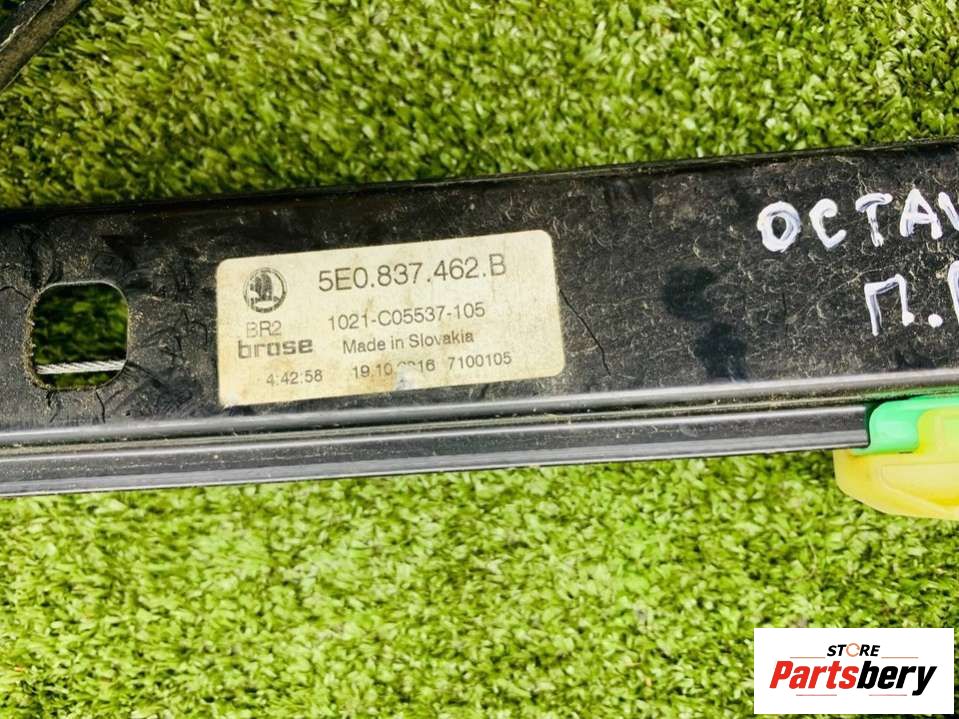 5E0.837.462.B
BR2
1021-C05537-105
brose
Made in Slovakia
4:42:58 7100105
OCTAV
П.
STORE
Partsbery